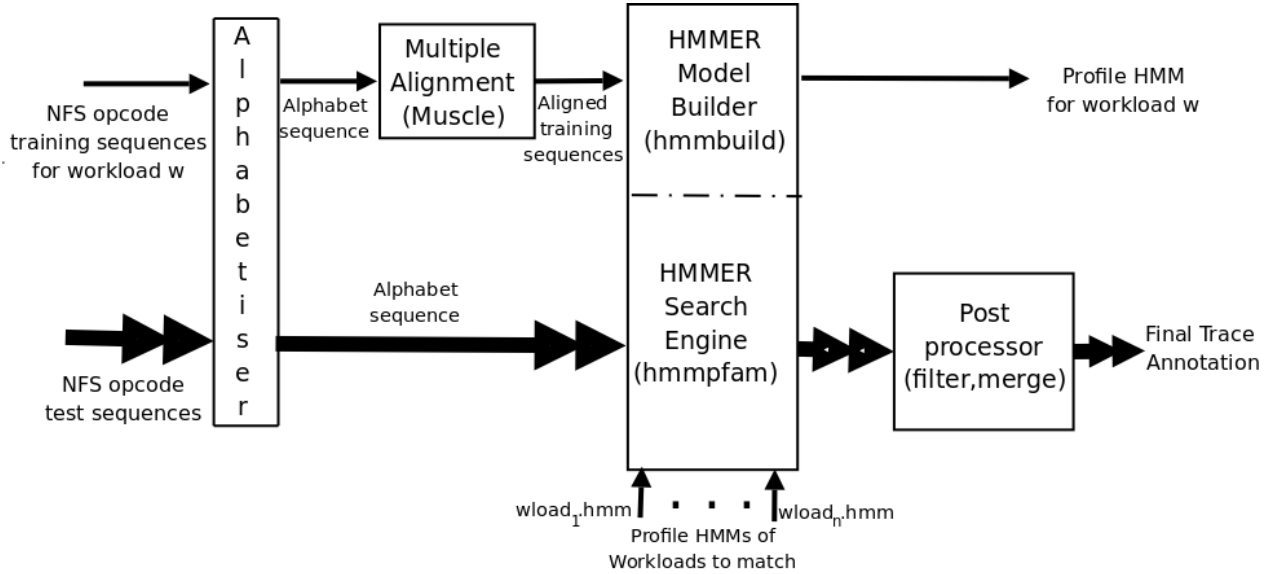 NFS opcode
training sequences
for workload w
Alphabetiser
Alphabet
sequence
Multiple
Alignment
(Muscle)
Aligned
training
sequences
HMMER
Model
Builder
(hmmbuild)
Profile HMM
for workload w
NFS opcode
test sequences
Alphabet
sequence
HMMER
Search
Engine
(hmmpfam)
Post
processor
(filter,merge)
Final Trace
Annotation
wload1.hmm
. . .
wloadn.hmm
Profile HMMs of
Workloads to match